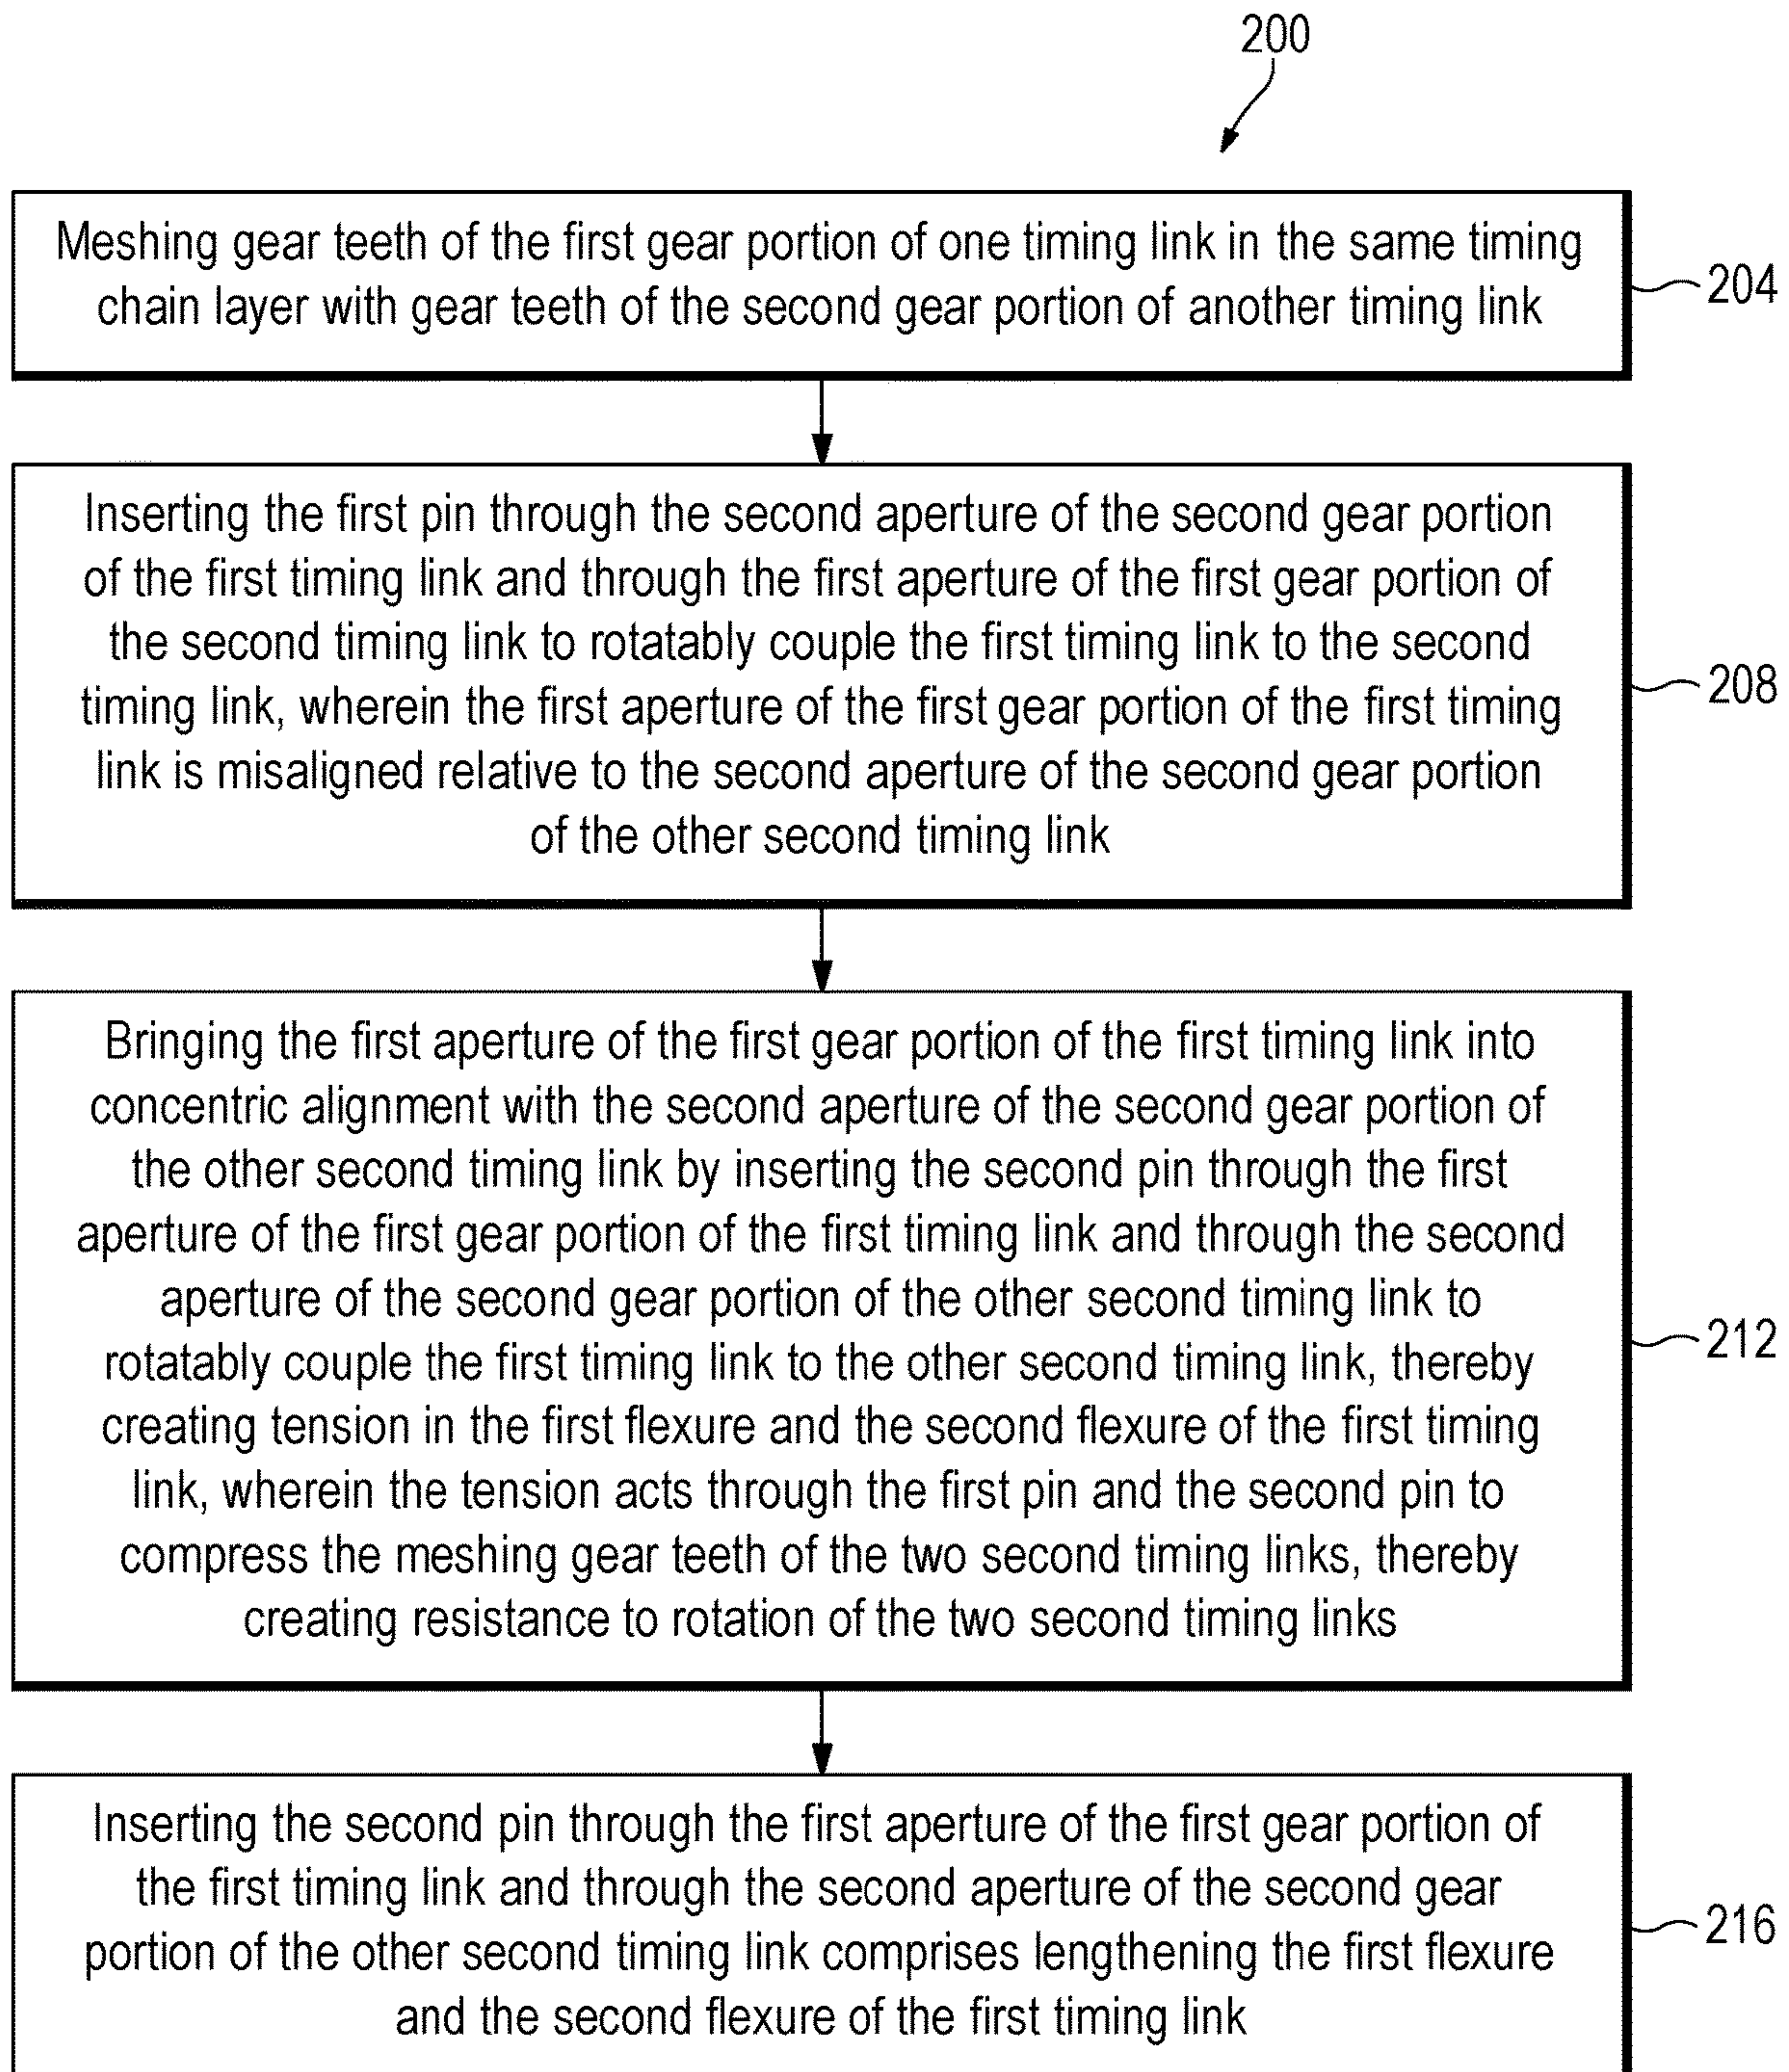 200
Meshing gear teeth of the first gear portion of one timing link in the same timing
chain layer with gear teeth of the second gear portion of another timing link
204
Inserting the first pin through the second aperture of the second gear portion
of the first timing link and through the first aperture of the first gear portion of
the second timing link to rotatably couple the first timing link to the second
timing link, wherein the first aperture of the first gear portion of the first timing
link is misaligned relative to the second aperture of the second gear portion
of the other second timing link
208
Bringing the first aperture of the first gear portion of the first timing link into
concentric alignment with the second aperture of the second gear portion of
the other second timing link by inserting the second pin through the first
aperture of the first gear portion of the first timing link and through the second
aperture of the second gear portion of the other second timing link to
rotatably couple the first timing link to the other second timing link, thereby
creating tension in the first flexure and the second flexure of the first timing
link, wherein the tension acts through the first pin and the second pin to
compress the meshing gear teeth of the two second timing links, thereby
creating resistance to rotation of the two second timing links
212
Inserting the second pin through the first aperture of the first gear portion of
the first timing link and through the second aperture of the second gear
portion of the other second timing link comprises lengthening the first flexure
and the second flexure of the first timing link
216